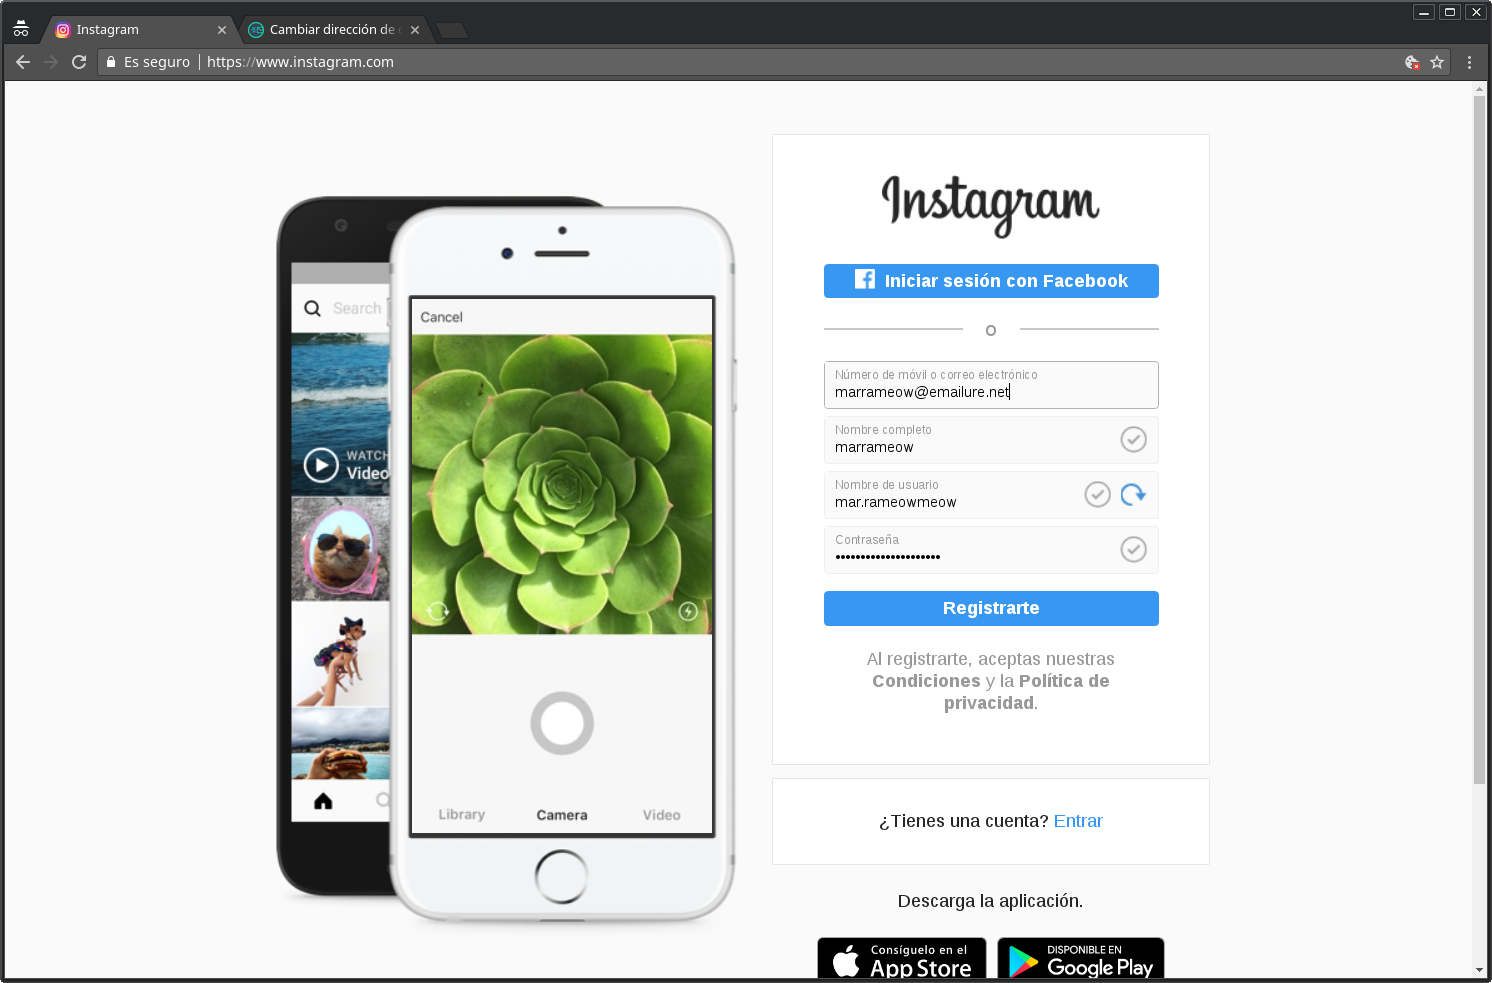 Instagram
Cambiar dirección de
Es seguro
https://www.instagram.com
Search
WATCH
Video
Cancel
Library
Camera
Video
Instagram
Iniciar sesión con Facebook
o
Número de móvil o correo electrónico
marrameow@emailure.net
Nombre completo
marrameow
Nombre de usuario
mar.rameowmeow
Contraseña
•••••••••••••••••••••
Registrarte
Al registrarte, aceptas nuestras
Condiciones y la Política de
privacidad.
¿Tienes una cuenta? Entrar
Descarga la aplicación.
Consíguelo en el
App Store
DISPONIBLE EN
Google Play